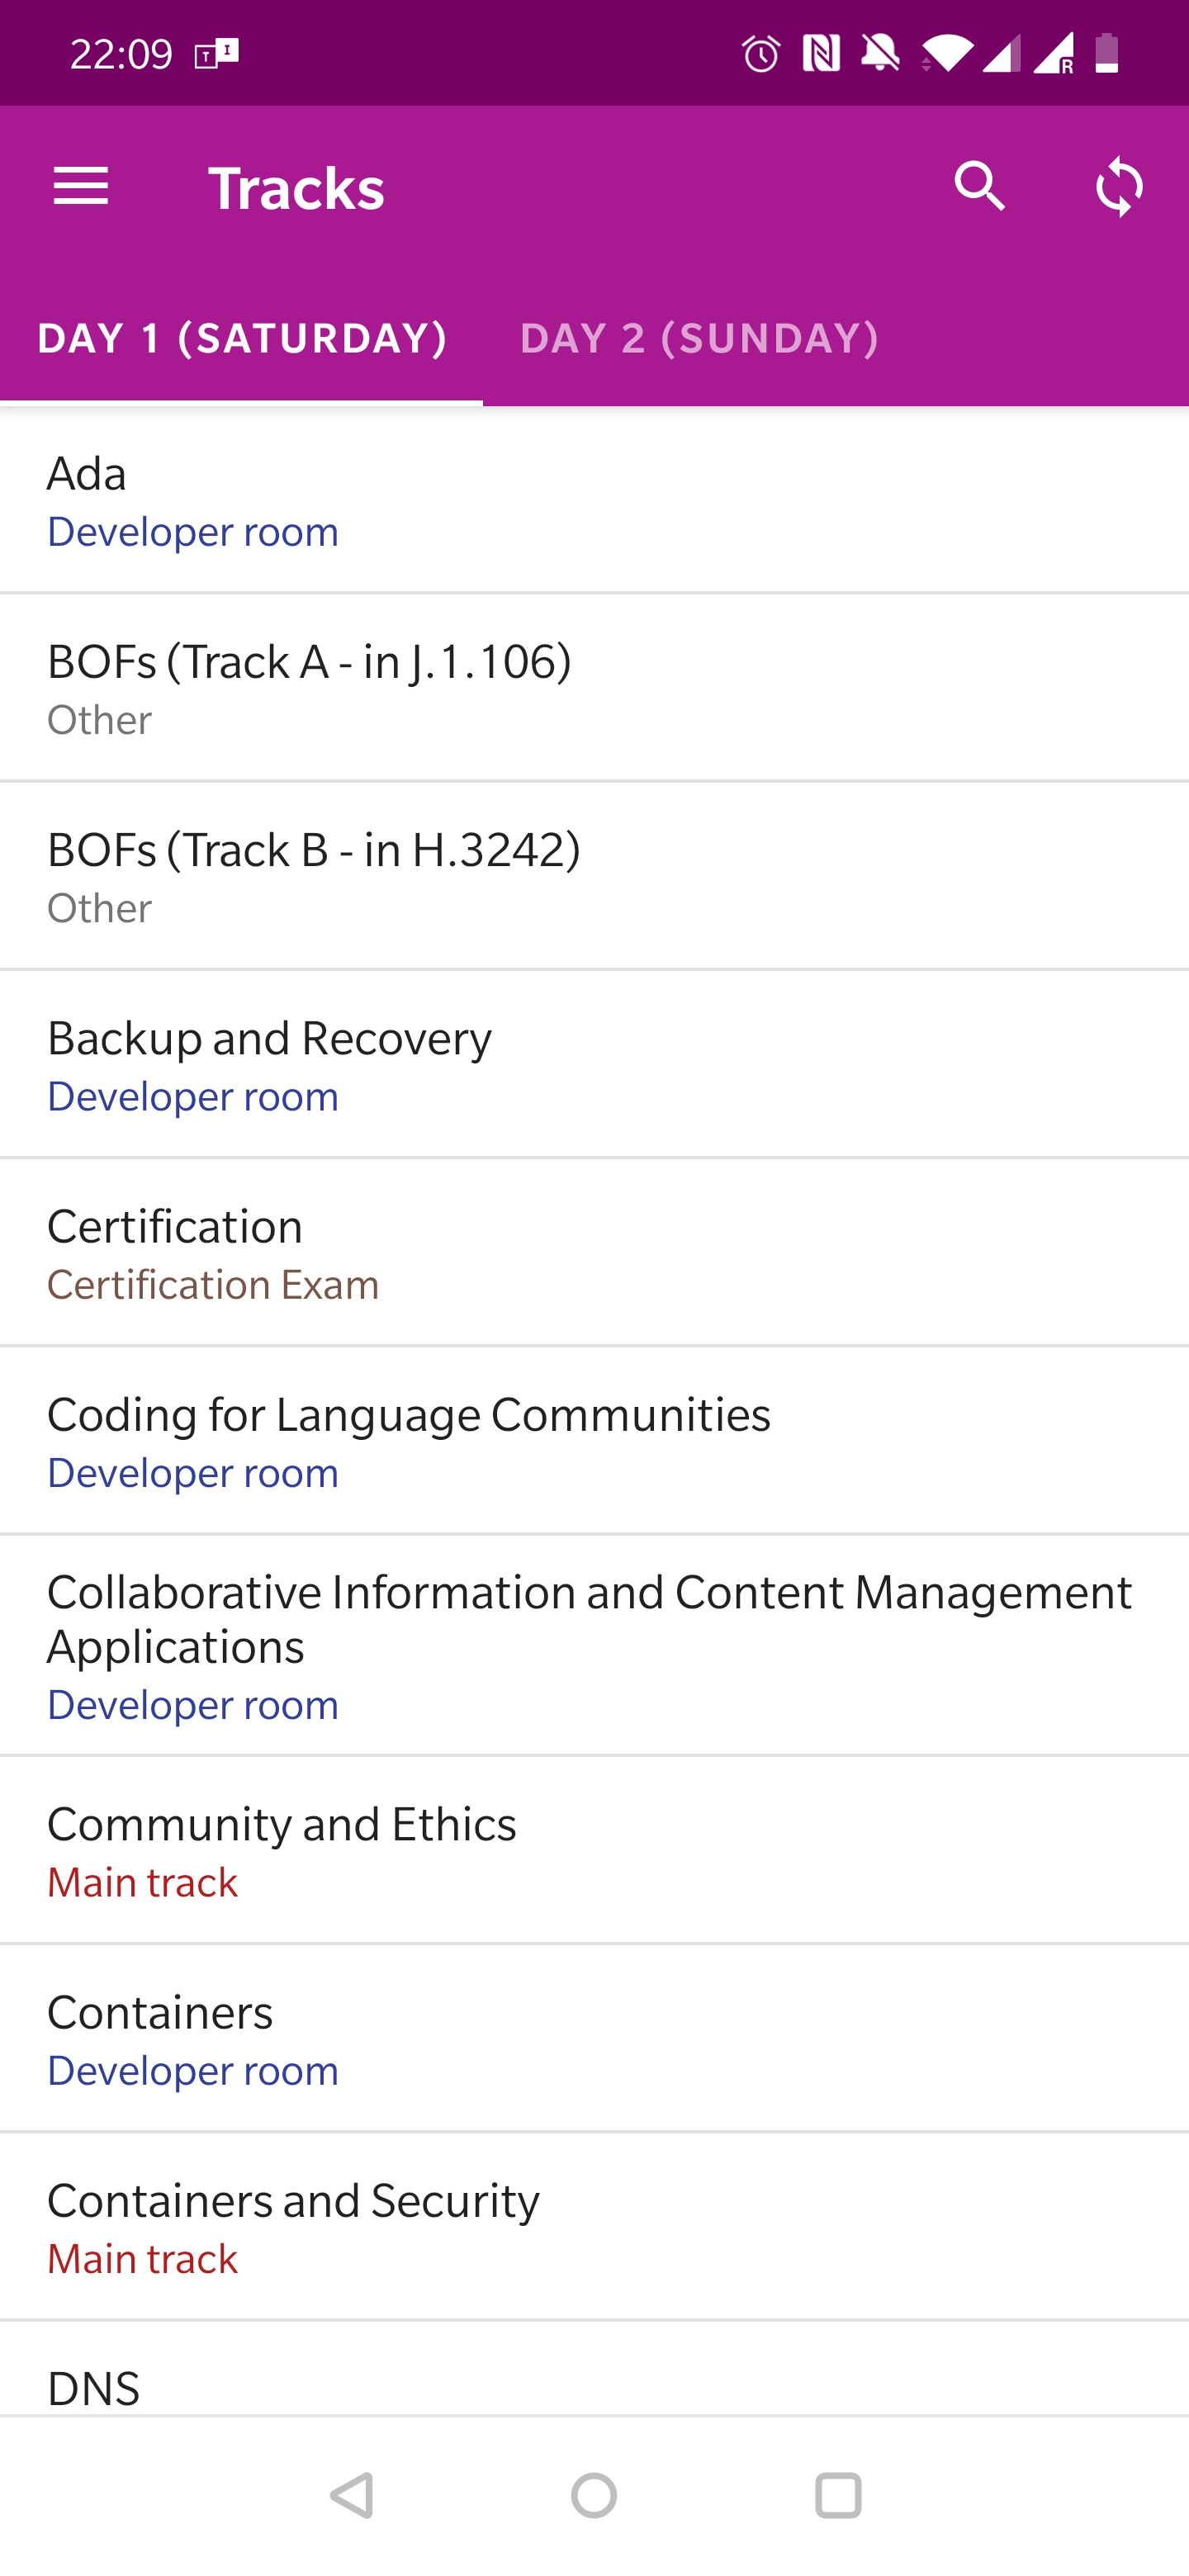 22:09
Tracks
DAY 1 (SATURDAY) DAY 2 (SUNDAY)
Ada
Developer room
BOFs (Track A - in J.1.106)
Other
BOFs (Track B - in H.3242)
Other
Backup and Recovery
Developer room
Certification
Certification Exam
Coding for Language Communities
Developer room
Collaborative Information and Content Management
Applications
Developer room
Community and Ethics
Main track
Containers
Developer room
Containers and Security
Main track
DNS